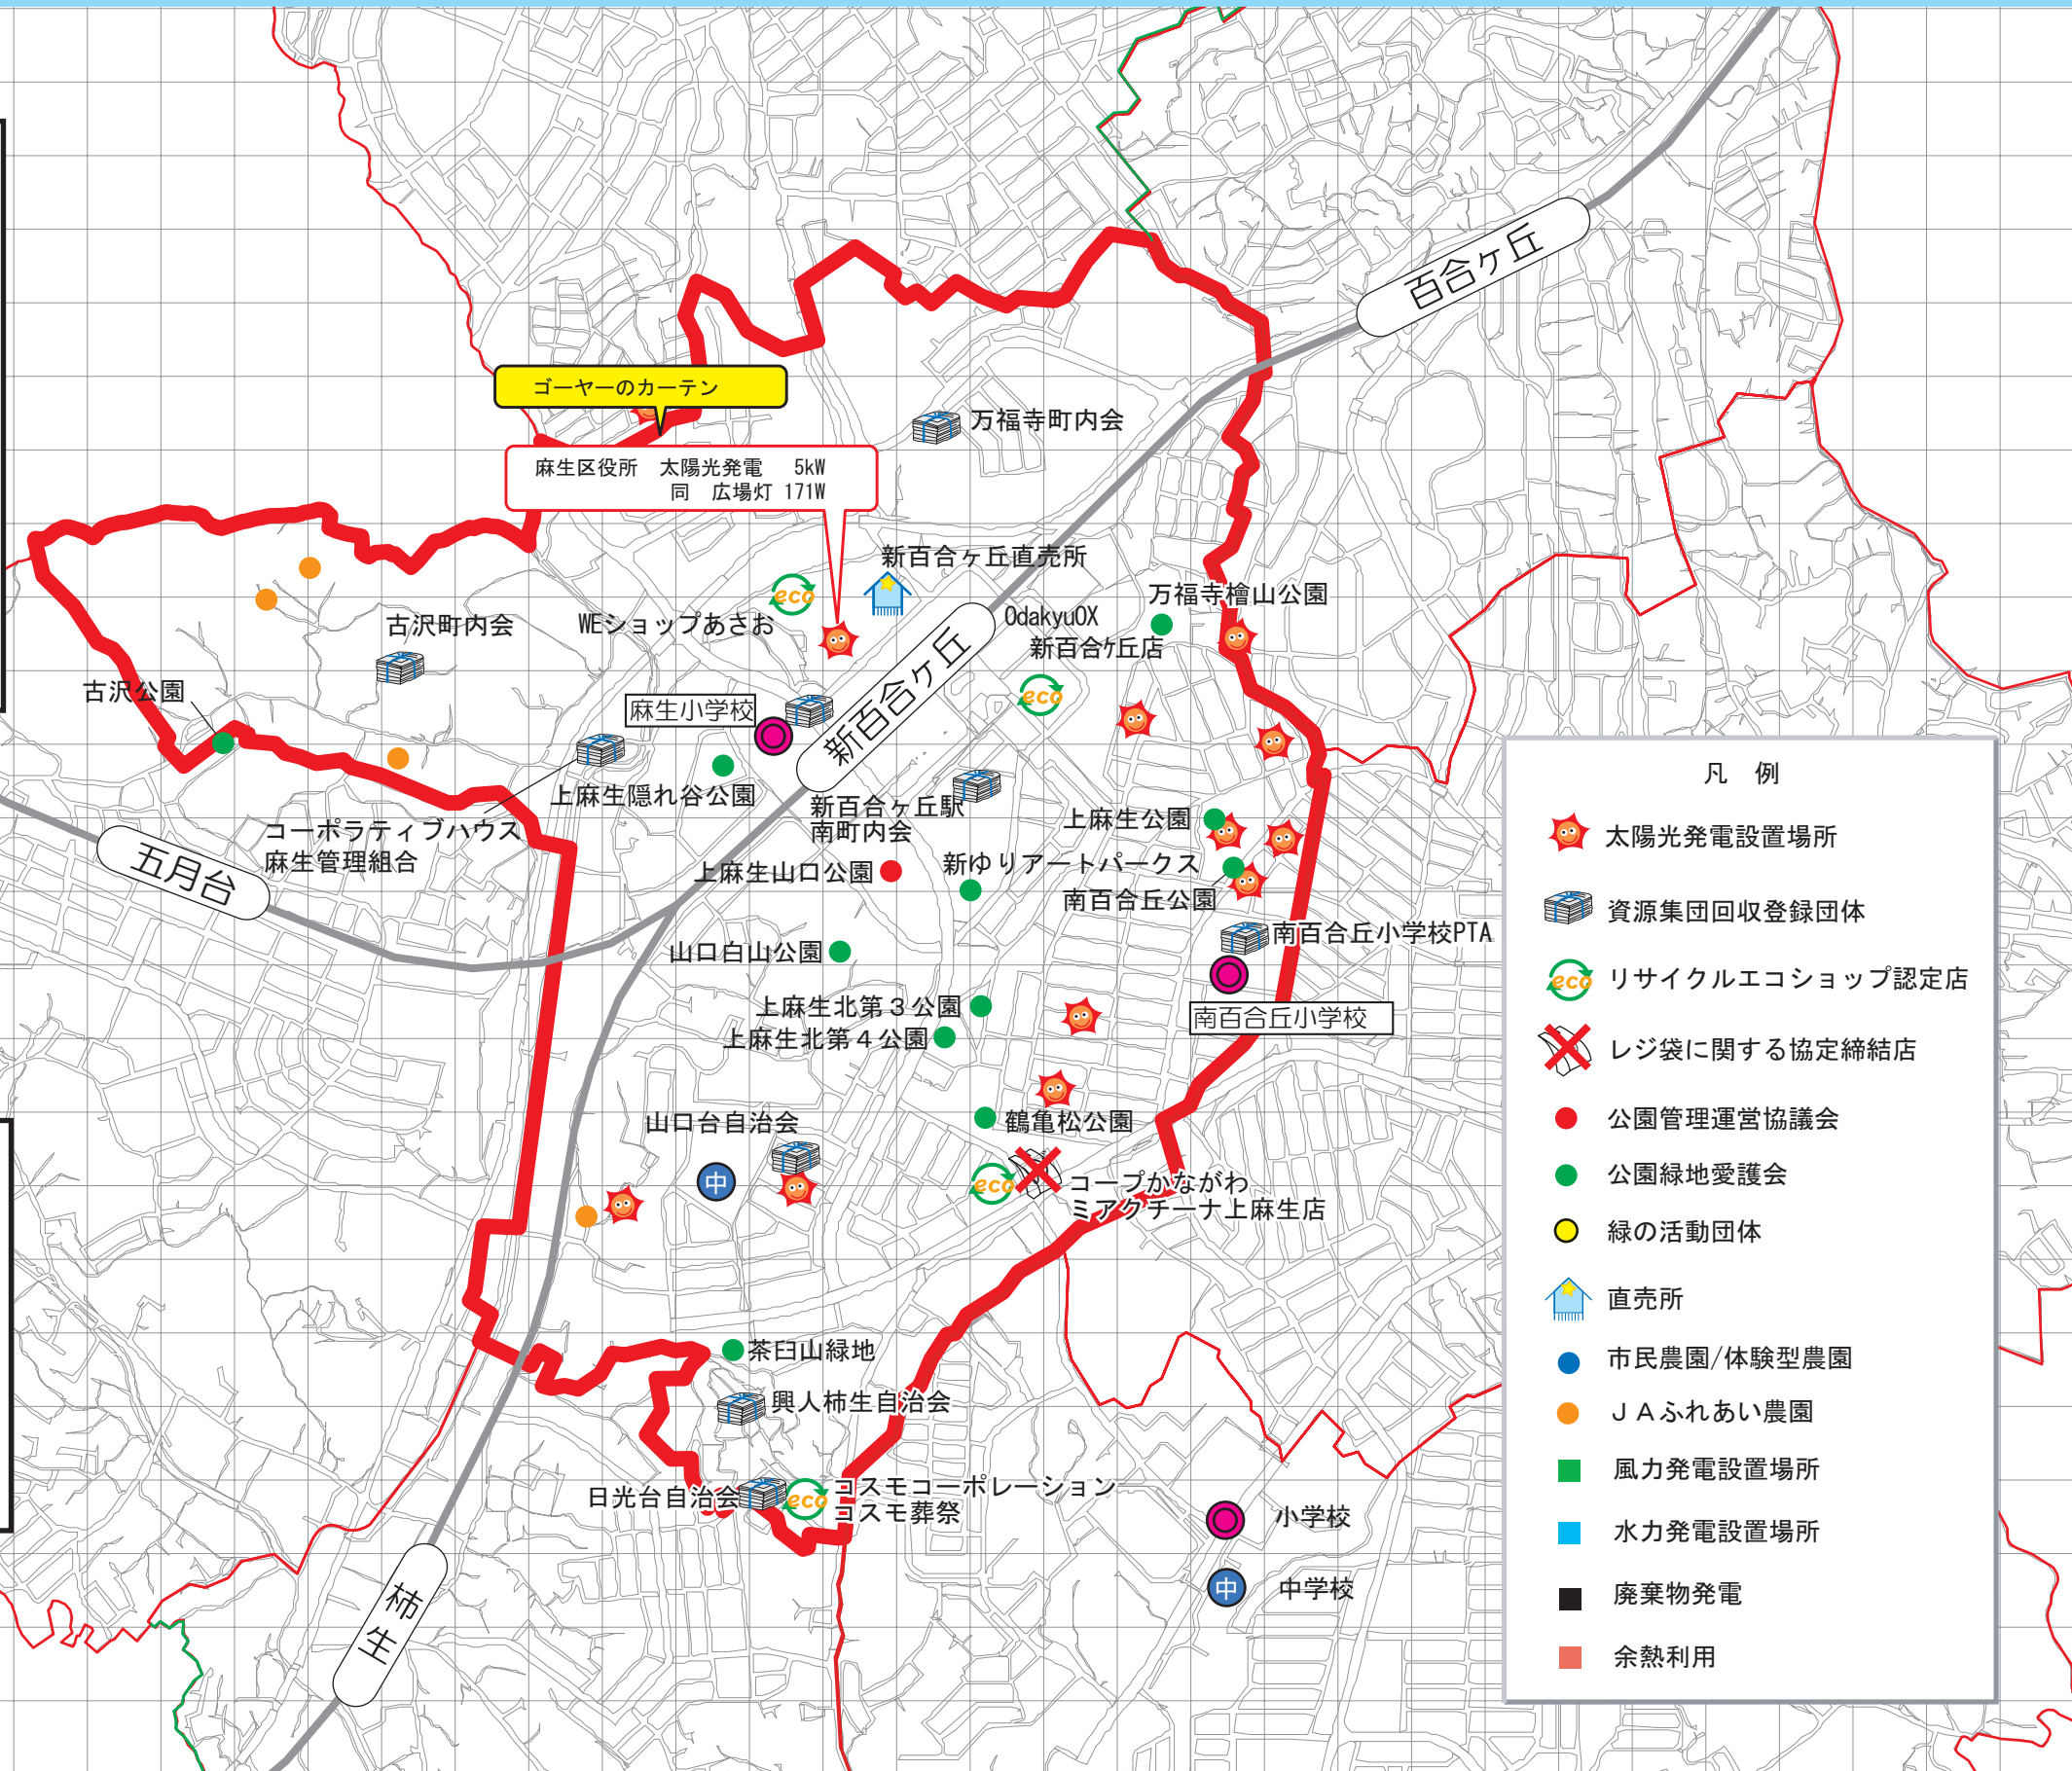 百合ヶ丘
ゴーヤーのカーテン
万福寺町内会
麻生区役所 太陽光発電 5kW
同 広場灯 171W
新百合ヶ丘直売所
eco
WEショップあさお
OdakyuOX
新百合ヶ丘店
eco
万福寺檜山公園
古沢町内会
古沢公園
麻生小学校
新百合ヶ丘
上麻生隠れ谷公園
新百合ヶ丘駅
南町内会
上麻生公園
コーポラティブハウス
麻生管理組合
五月台
上麻生山口公園
新ゆりアートパークス
南百合丘公園
南百合丘小学校PTA
山口白山公園
南百合丘小学校
上麻生北第3公園
上麻生北第4公園
山口台自治会
鶴亀松公園
中
eco
コープかながわ
ミアクチーナ上麻生店
茶臼山緑地
興人柿生自治会
日光台自治会
eco
コスモコーポレーション
コスモ葬祭
柿生
小学校
中
中学校
凡 例
太陽光発電設置場所
資源集団回収登録団体
eco
リサイクルエコショップ認定店
レジ袋に関する協定締結店
公園管理運営協議会
公園緑地愛護会
緑の活動団体
直売所
市民農園/体験型農園
JAふれあい農園
風力発電設置場所
水力発電設置場所
廃棄物発電
余熱利用